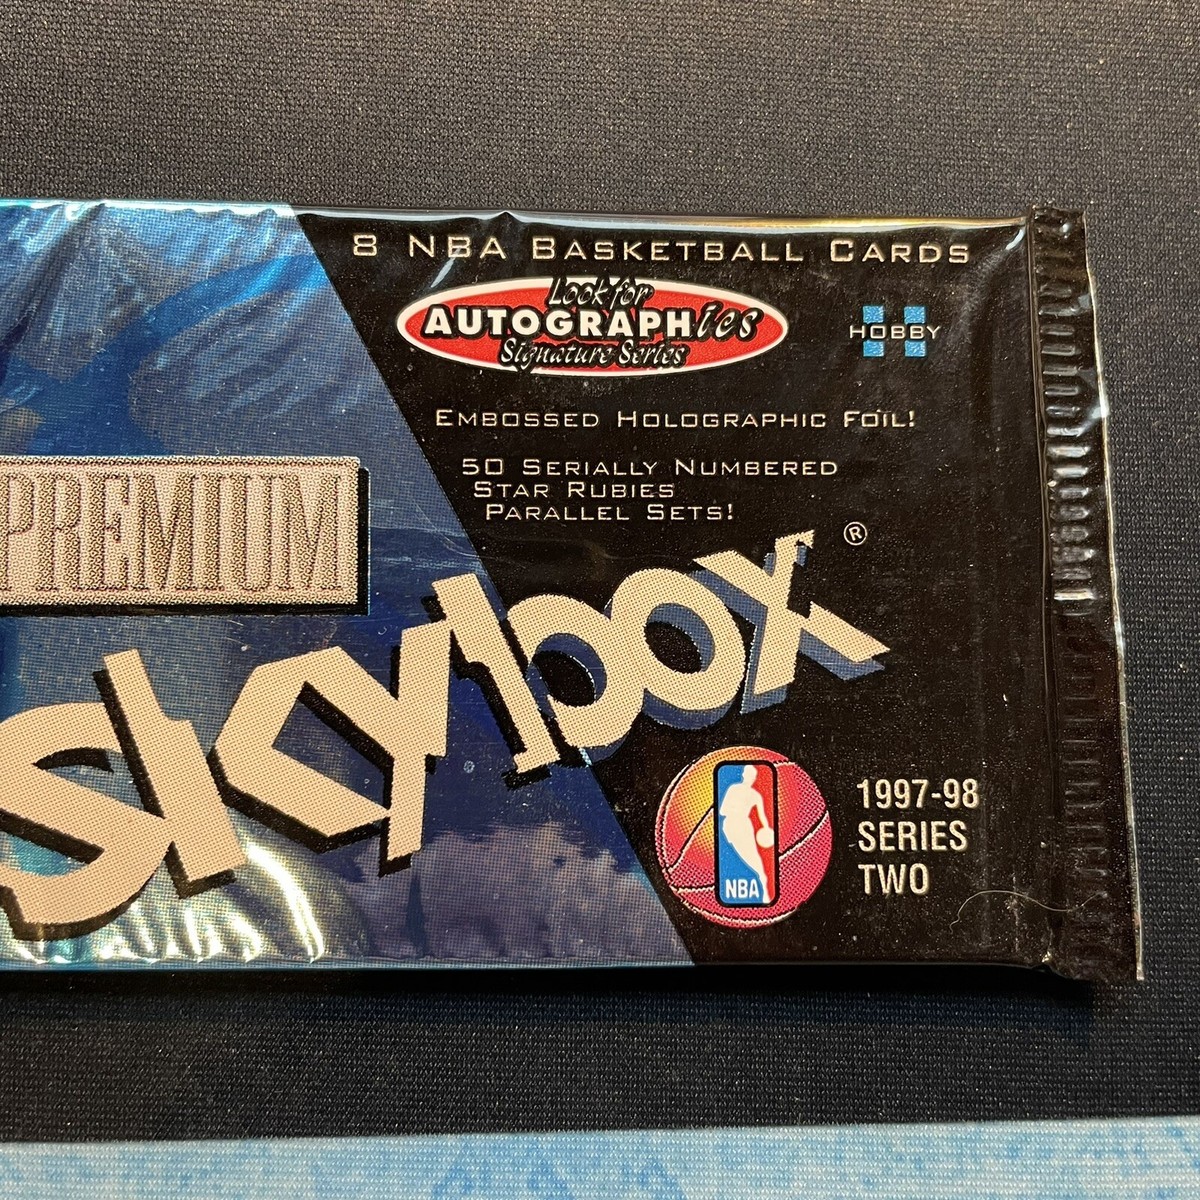 8 NBA BASKETBALL CARDS
Look for
AUTOGRAPHics
Signature Series
HOBBY
EMBOSSED HOLOGRAPHIC FOIL!
50 SERIALLY NUMBERED
STAR RUBIES
PARALLEL SETS!
PREMIUM
skybox®
NBA
1997-98
SERIES
TWO